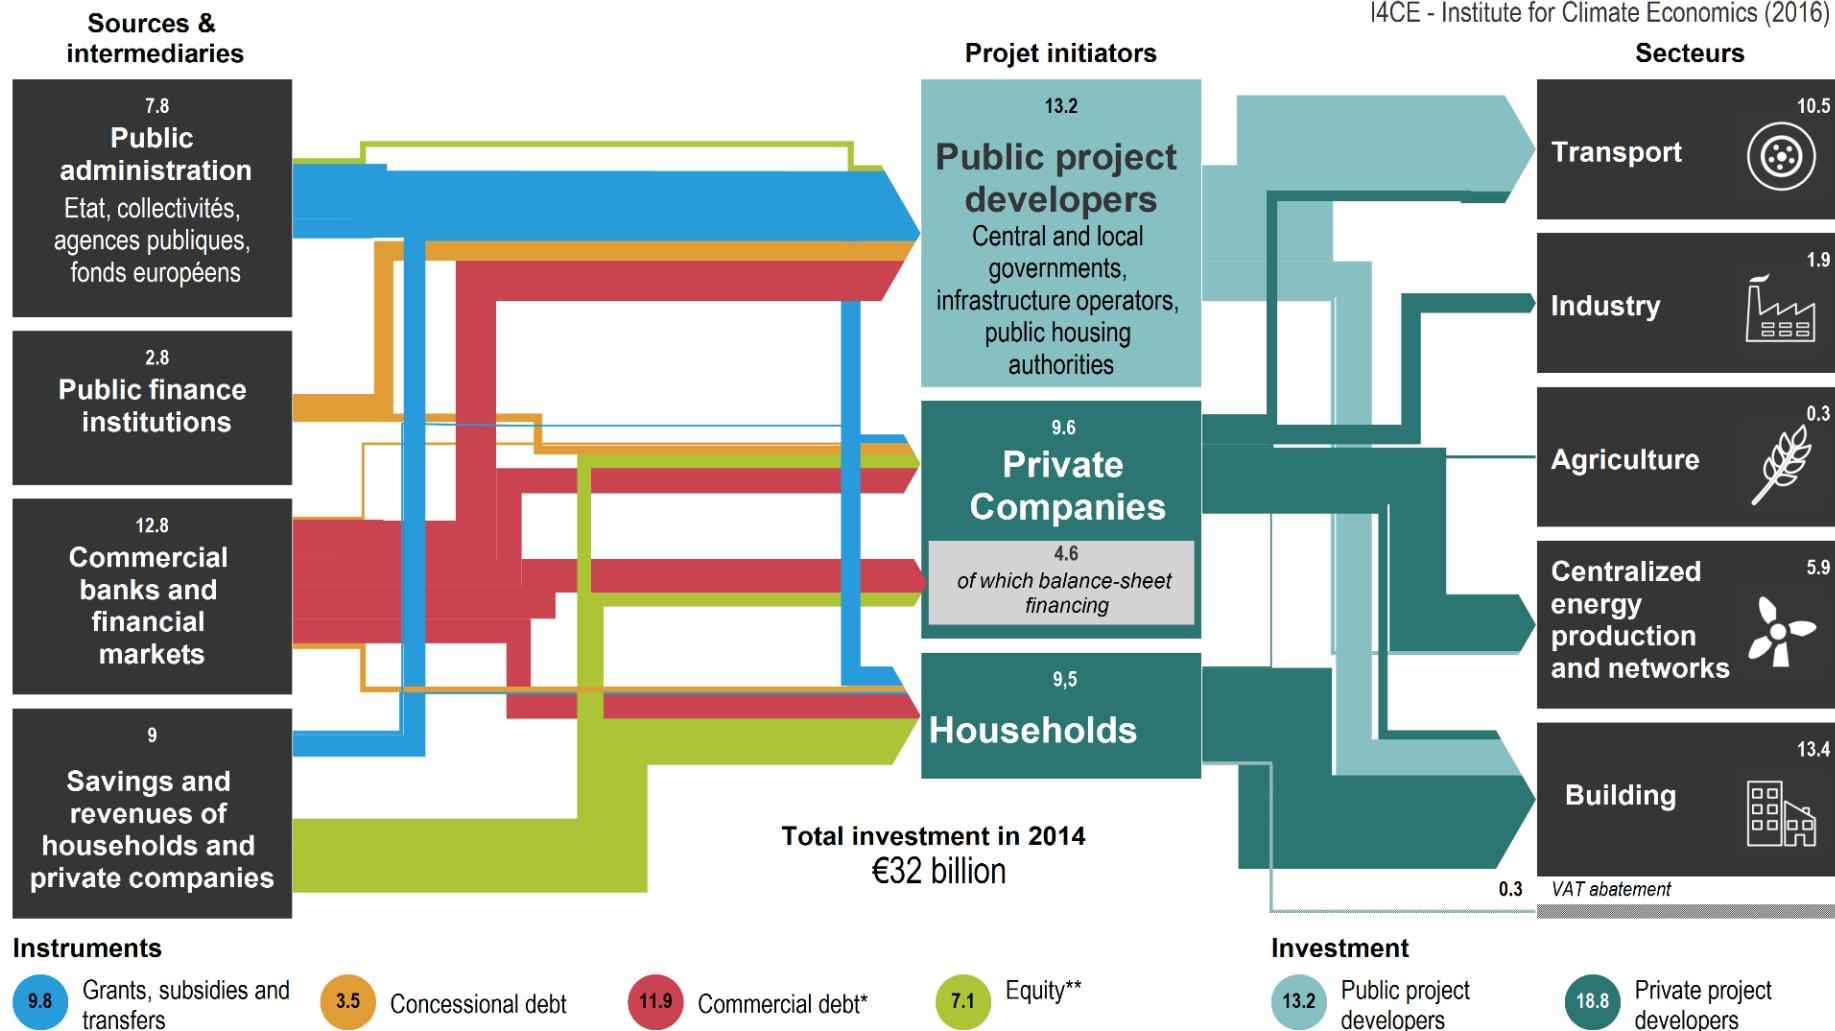 I4CE - Institute for Climate Economics (2016)
Sources &
intermediaries
Projet initiators
Secteurs
7.8
Public
administration
Etat, collectivités,
agences publiques,
fonds européens
2.8
Public finance
institutions
12.8
Commercial
banks and
financial
markets
9
Savings and
revenues of
households and
private companies
13.2
Public project
developers
Central and local
governments,
infrastructure operators,
public housing
authorities
9.6
Private
Companies
4.6
of which balance-sheet
financing
9,5
Households
Total investment in 2014
€32 billion
10.5
Transport
1.9
Industry
0.3
Agriculture
5.9
Centralized
energy
production
and networks
13.4
Building
0.3 VAT abatement
Instruments
9.8 Grants, subsidies and
transfers
3.5 Concessional debt
11.9 Commercial debt*
7.1 Equity**
Investment
13.2 Public project
developers
18.8 Private project
developers